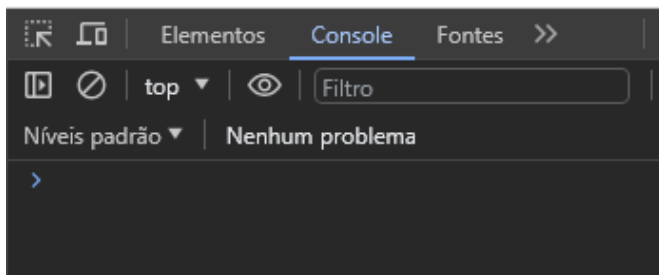 Elementos Console Fontes
top Filtro
Níveis padrão Nenhum problema